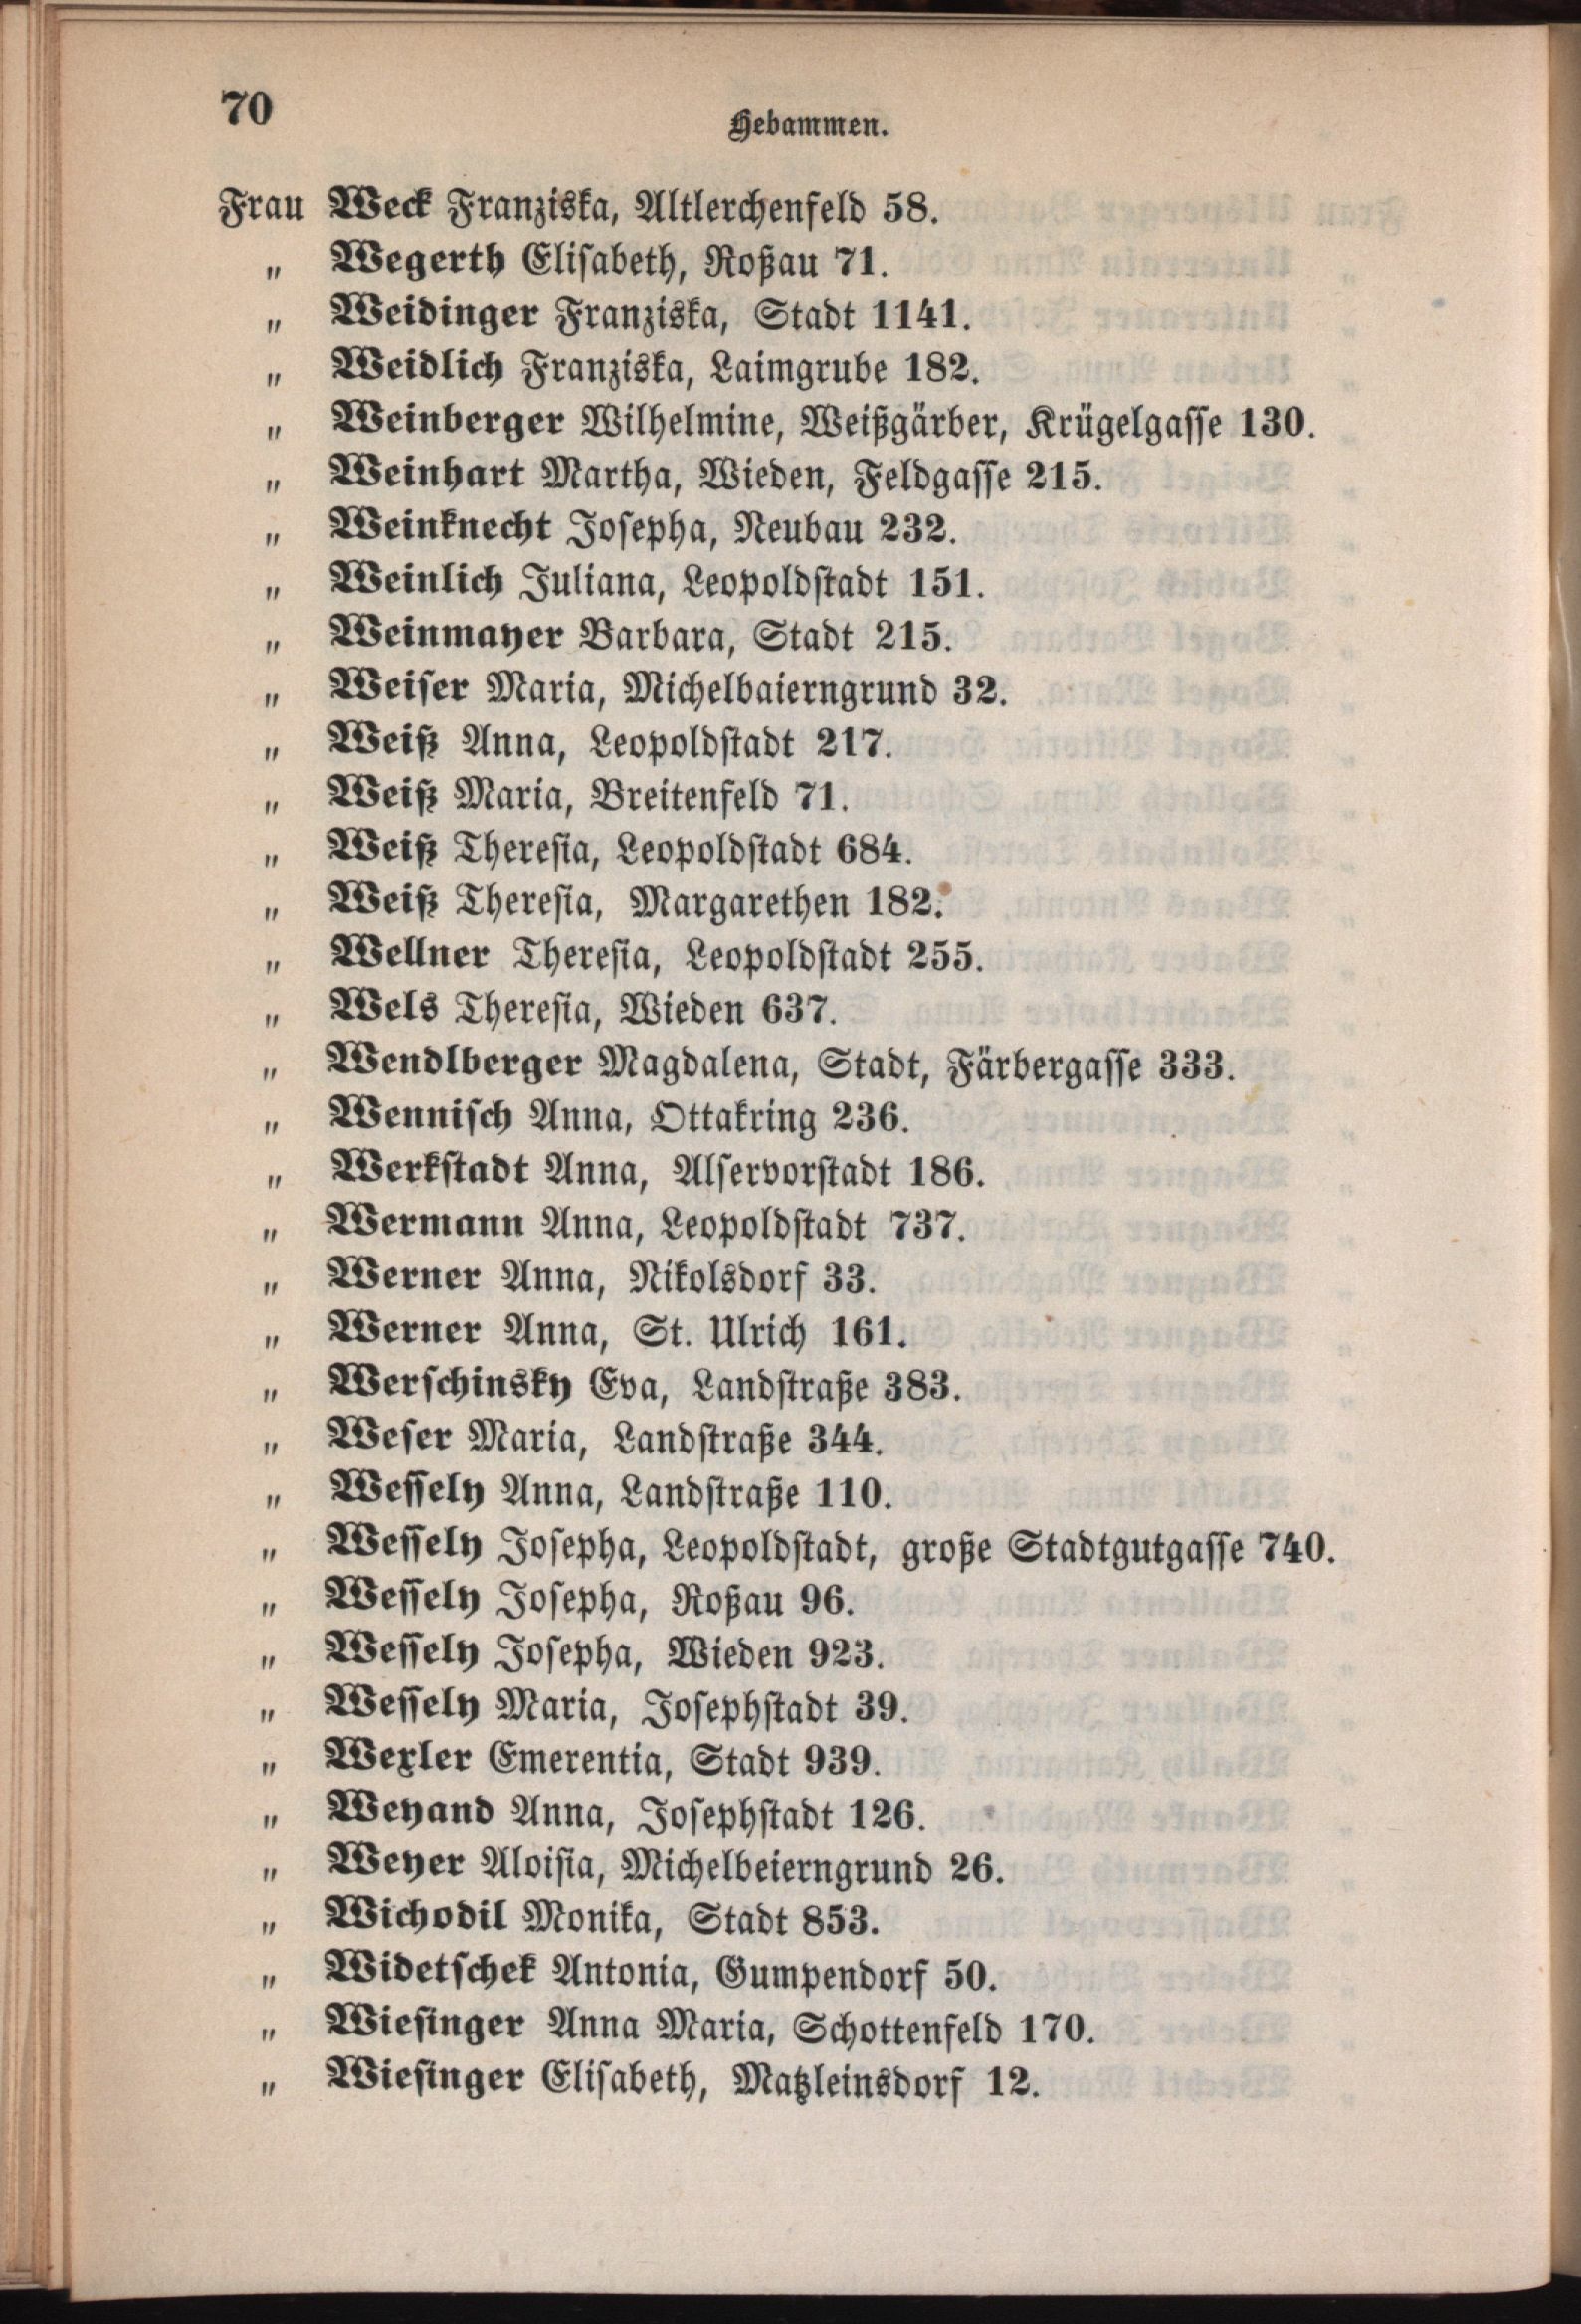 70
Hebammen.
Frau Weck Franziska, Altlerchenfeld 58.
„ Wegerth Elisabeth, Roßau 71.
„ Weidinger Franziska, Stadt 1141.
„ Weidlich Franziska, Laimgrube 182.
„ Weinberger Wilhelmine, Weißgärber, Krügelgasse 130.
„ Weinhart Martha, Wieden, Feldgasse 215.
„ Weinknecht Josepha, Neubau 232.
„ Weinlich Juliana, Leopoldstadt 151.
„ Weinmayer Barbara, Stadt 215.
„ Weiser Maria, Michelbaierngrund 32.
„ Weiß Anna, Leopoldstadt 217.
„ Weiß Maria, Breitenfeld 71.
„ Weiß Theresia, Leopoldstadt 684.
„ Weiß Theresia, Margarethen 182.
„ Wellner Theresia, Leopoldstadt 255.
„ Wels Theresia, Wieden 637.
„ Wendlberger Magdalena, Stadt, Färbergasse 333.
„ Wennisch Anna, Ottakring 236.
„ Werkstadt Anna, Alservorstadt 186.
„ Wermann Anna, Leopoldstadt 737.
„ Werner Anna, Nikolsdorf 33.
„ Werner Anna, St. Ulrich 161.
„ Werschinsky Eva, Landstraße 383.
„ Weser Maria, Landstraße 344.
„ Wessely Anna, Landstraße 110.
„ Wessely Josepha, Leopoldstadt, große Stadtgutgasse 740.
„ Wessely Josepha, Roßau 96.
„ Wessely Josepha, Wieden 923.
„ Wessely Maria, Josephstadt 39.
„ Wexler Emerentia, Stadt 939.
„ Weyand Anna, Josephstadt 126.
„ Weyer Aloisia, Michelbeierngrund 26.
„ Wichodil Monika, Stadt 853.
„ Widetschek Antonia, Gumpendorf 50.
„ Wiesinger Anna Maria, Schottenfeld 170.
„ Wiesinger Elisabeth, Matzleinsdorf 12.